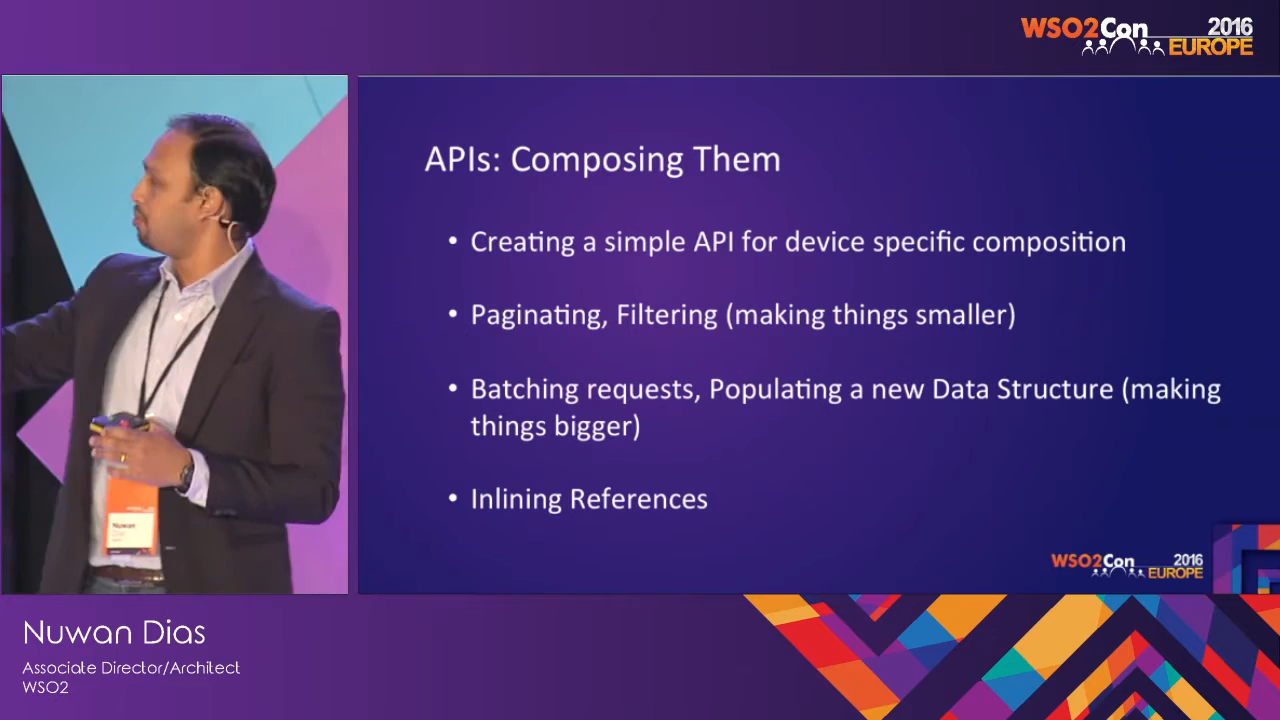 WSO2Con 2016
EUROPE
APIs: Composing Them
• Creating a simple API for device specific composition
• Paginating, Filtering (making things smaller)
• Batching requests, Populating a new Data Structure (making
things bigger)
• Inlining References
WSO2Con 2016
EUROPE
Nuwan
Dias
Nuwan Dias
Associate Director/Architect
WSO2